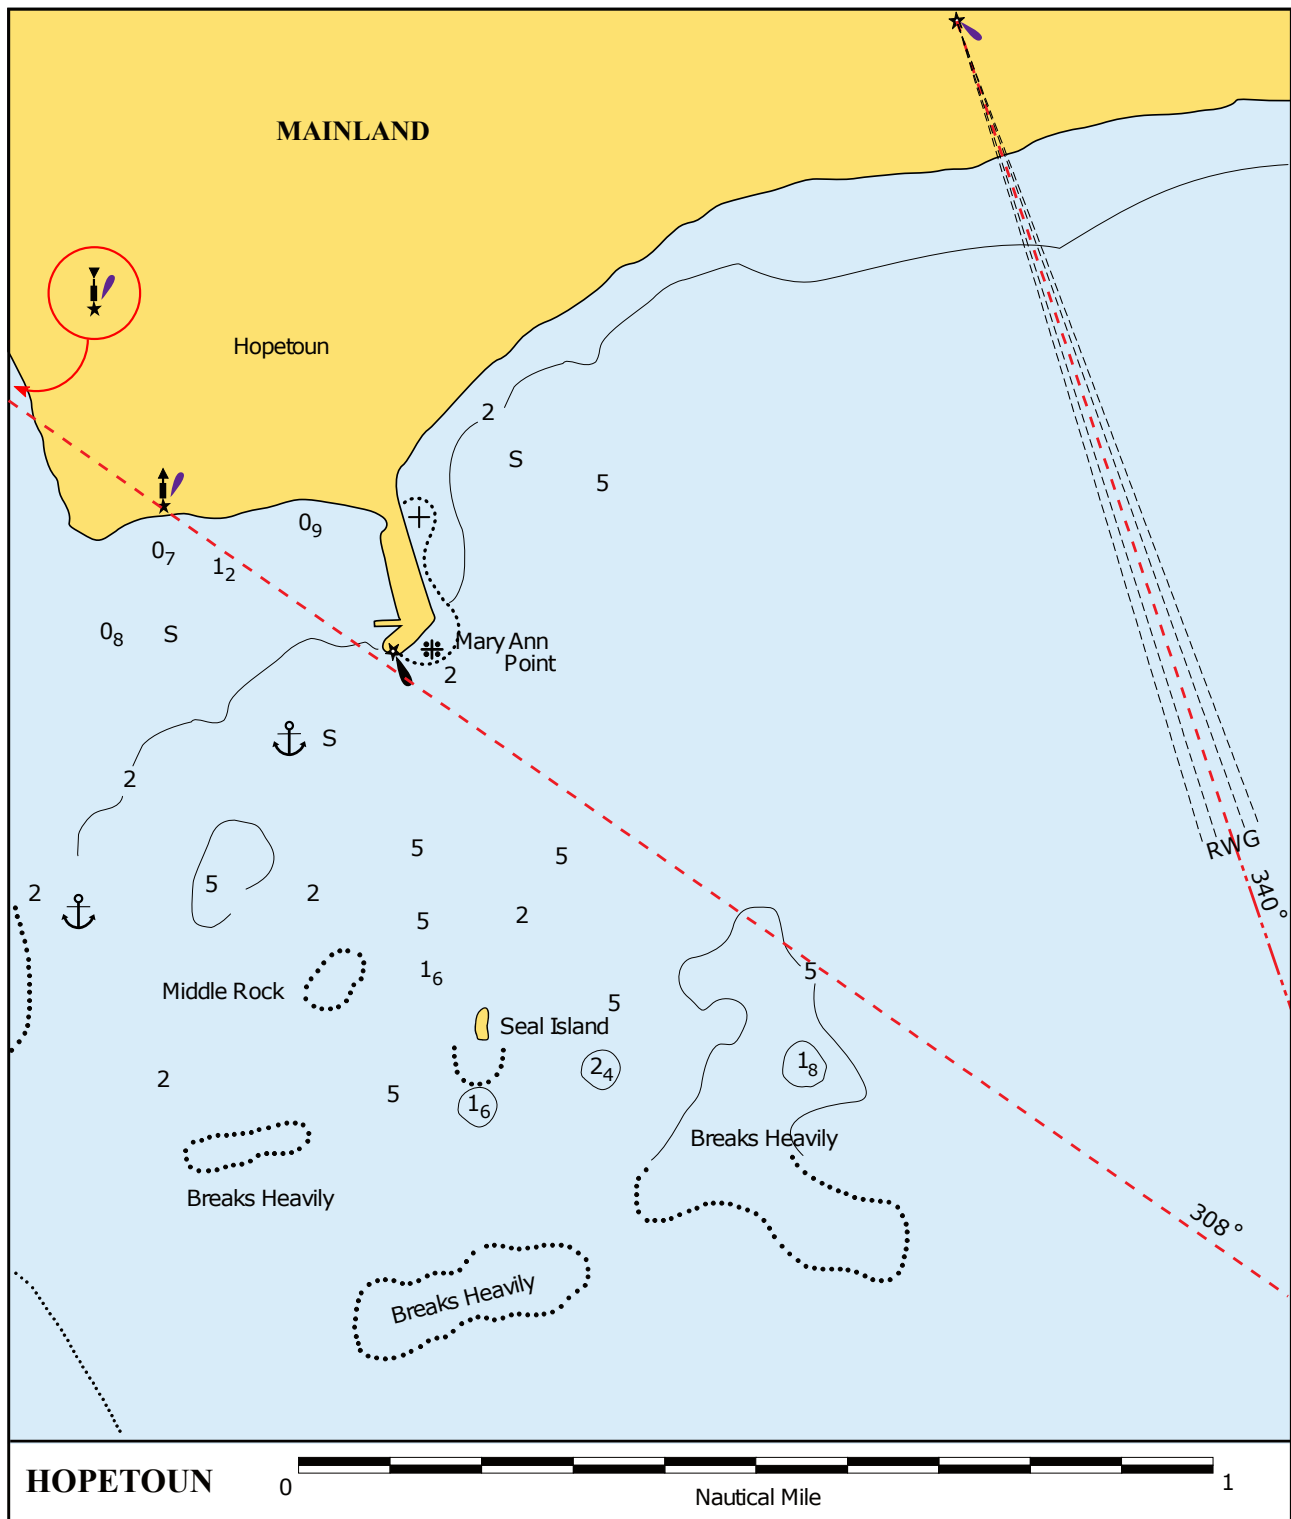 MAINLAND
Hopetoun
2
S
5
0₉
0₇
1₂
0₈
S
Mary Ann
Point
2
S
2
5
5
RWG
340°
5
2
2
5
2
1₆
5
Middle Rock
5
Seal Island
2₄
1₈
2
5
1₆
Breaks Heavily
Breaks Heavily
308°
Breaks Heavily
HOPETOUN
0
1
Nautical Mile